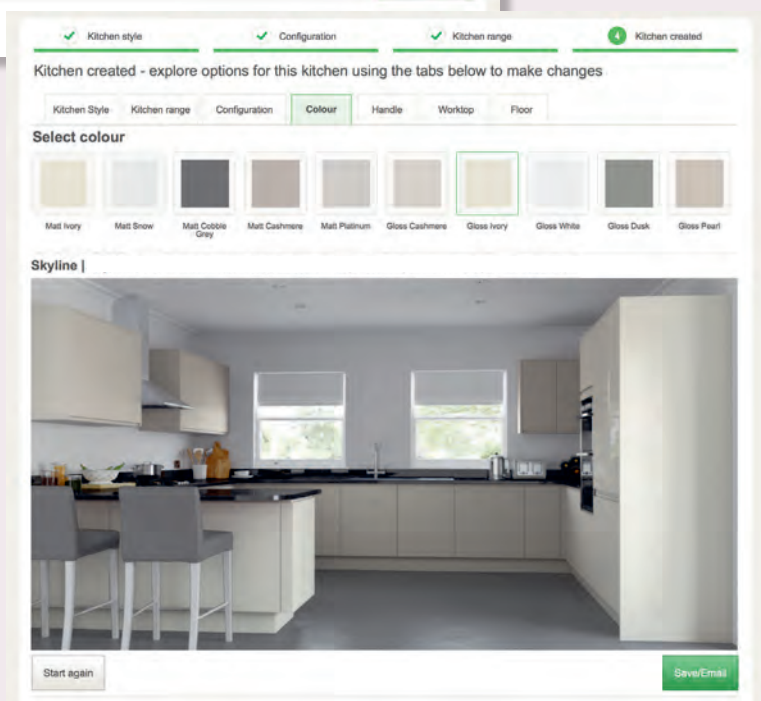 Kitchen style Configuration Kitchen range 4 Kitchen created
Kitchen created - explore options for this kitchen using the tabs below to make changes
Kitchen Style Kitchen range Configuration Colour Handle Worktop Floor
Select colour
Matt Ivory Matt Snow Matt Cobble Grey Matt Cashmere Matt Platinum Gloss Cashmere Gloss Ivory Gloss White Gloss Dusk Gloss Pearl
Skyline |
Start again Save/Email